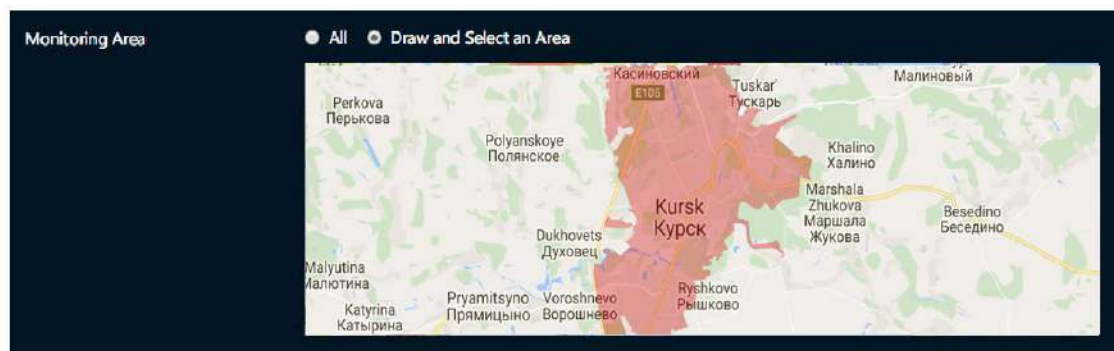 Monitoring Area
All
Draw and Select an Area
Касиновский
E105
Tuskar'
Тускарь
Малиновый
Perkova
Перькова
Polyanskoye
Полянское
Khalino
Халино
Kursk
Курск
Marshala
Zhukova
Маршала
Жукова
Besedino
Беседино
Dukhovets
Духовец
Malyutina
Малютина
Pryamitsyno
Прямицыно
Voroshnevo
Ворошнево
Ryshkovo
Рышково
Katyrina
Катырина